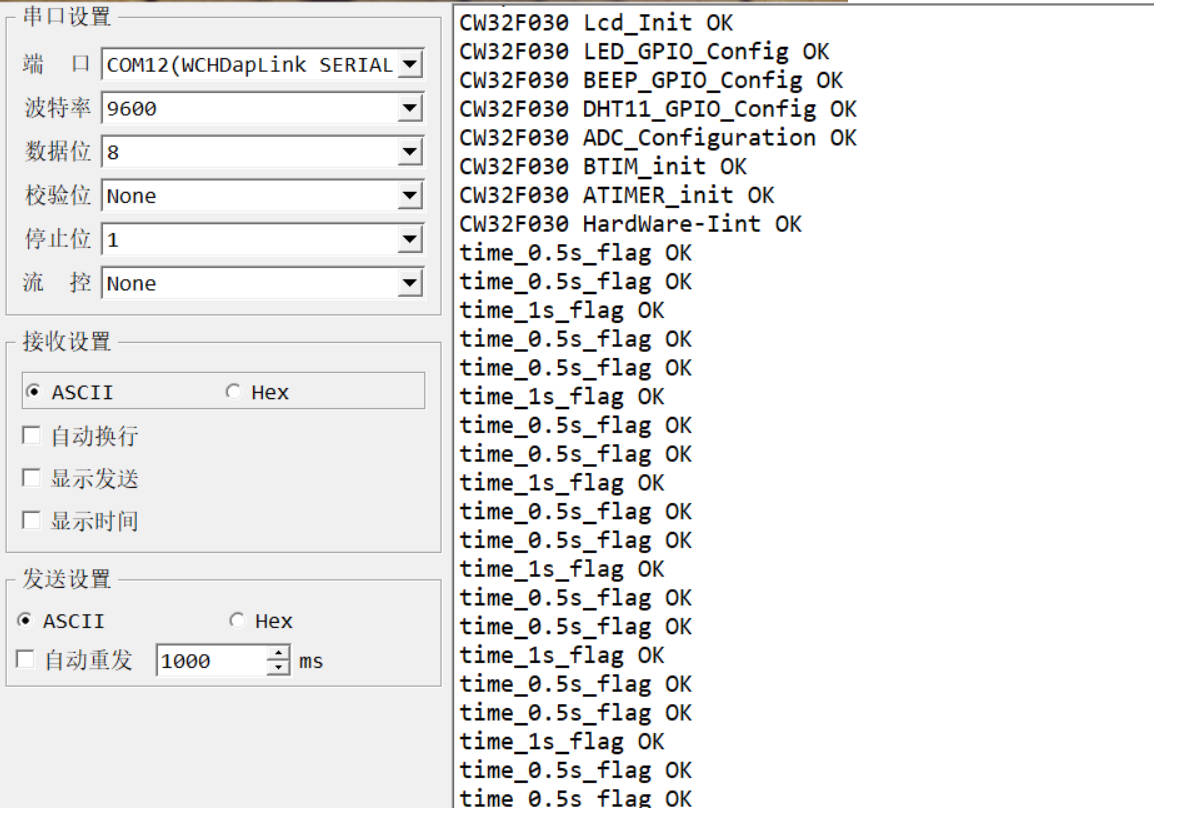 串口设置
端 口 COM12(WCHDapLink SERIAL
波特率 9600
数据位 8
校验位 None
停止位 1
流 控 None
接收设置
ASCII Hex
自动换行
显示发送
显示时间
发送设置
ASCII Hex
自动重发 1000 ms
CW32F030 Lcd_Init OK
CW32F030 LED_GPIO_Config OK
CW32F030 BEEP_GPIO_Config OK
CW32F030 DHT11_GPIO_Config OK
CW32F030 ADC_Configuration OK
CW32F030 BTIM_init OK
CW32F030 ATIMER_init OK
CW32F030 HardWare-Iint OK
time_0.5s_flag OK
time_0.5s_flag OK
time_1s_flag OK
time_0.5s_flag OK
time_0.5s_flag OK
time_1s_flag OK
time_0.5s_flag OK
time_0.5s_flag OK
time_1s_flag OK
time_0.5s_flag OK
time_0.5s_flag OK
time_1s_flag OK
time_0.5s_flag OK
time_0.5s_flag OK
time_1s_flag OK
time_0.5s_flag OK
time_0.5s_flag OK
time_1s_flag OK
time_0.5s_flag OK
time_0.5s_flag OK